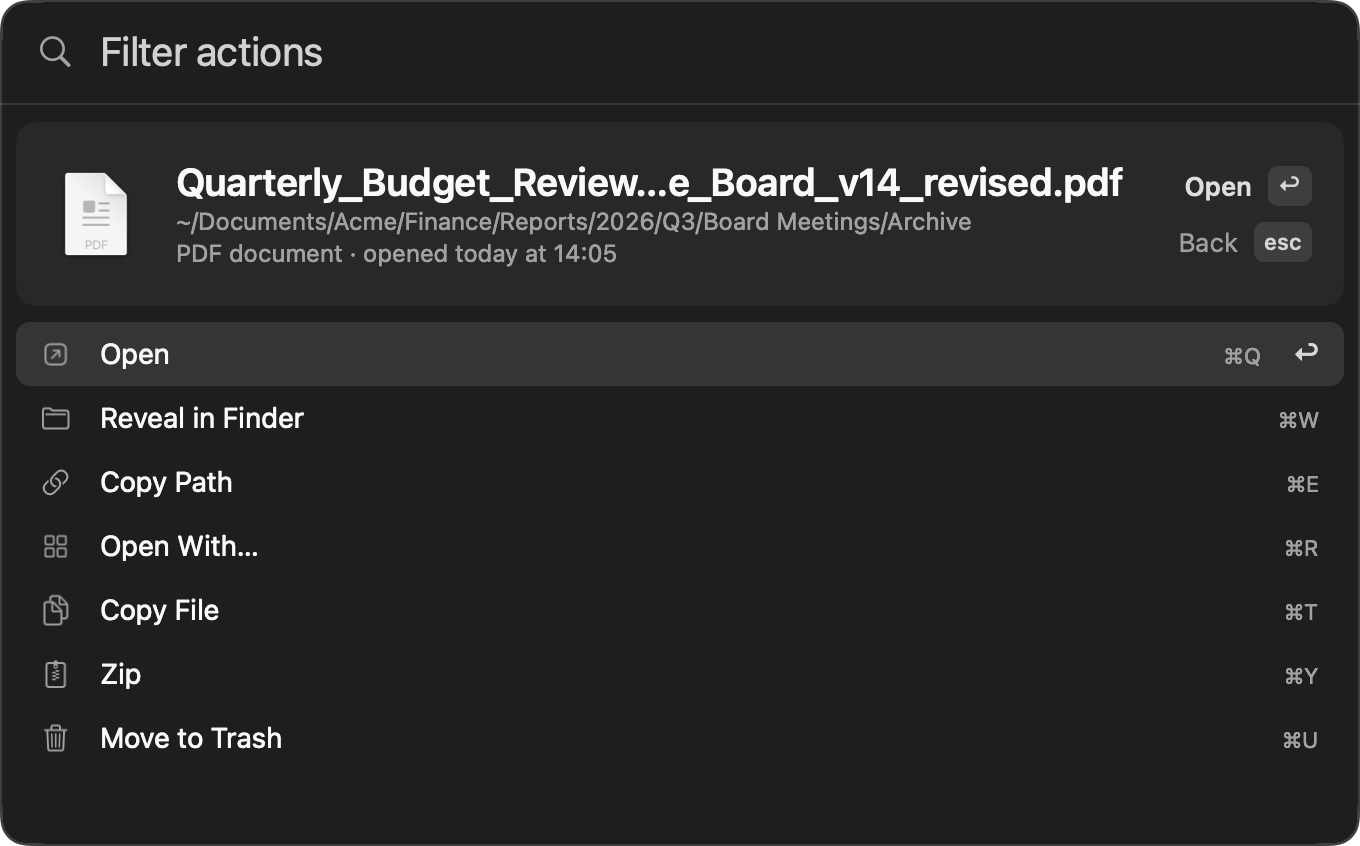 Filter actions
Quarterly_Budget_Review...e_Board_v14_revised.pdf
Open ↩
~/Documents/Acme/Finance/Reports/2026/Q3/Board Meetings/Archive
PDF document · opened today at 14:05
Back esc
PDF
Open ⌘Q ↩
Reveal in Finder ⌘W
Copy Path ⌘E
Open With... ⌘R
Copy File ⌘T
Zip ⌘Y
Move to Trash ⌘U